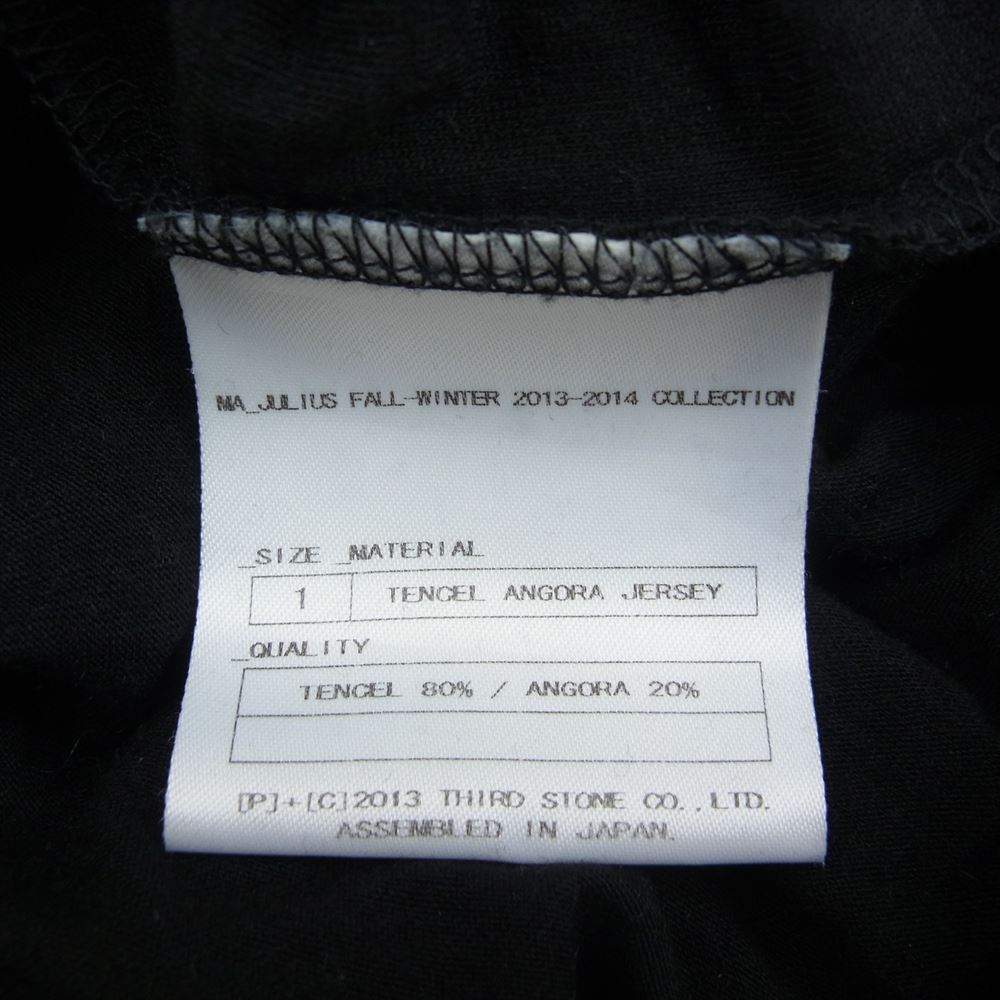 MA_JULIUS FALL-WINTER 2013-2014 COLLECTION
_SIZE _MATERIAL
1 TENCEL ANGORA JERSEY
_QUALITY
TENCEL 80% / ANGORA 20%
[P]+[C]2013 THIRD STONE CO.,LTD.
ASSEMBLED IN JAPAN.